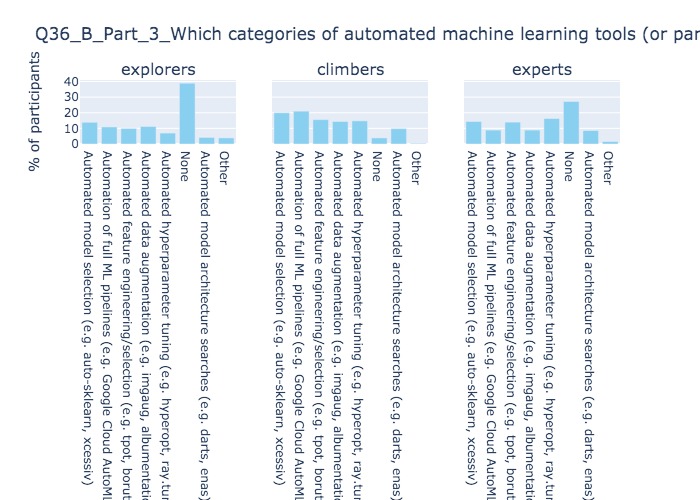 Q36_B_Part_3_Which categories of automated machine learning tools (or par
% of participants
explorers
climbers
experts
40
30
20
10
0
Automated model selection (e.g. auto-sklearn, xcessiv)
Automation of full ML pipelines (e.g. Google Cloud AutoML
Automated feature engineering/selection (e.g. tpot, borut
Automated data augmentation (e.g. imgaug, albumentatio
Automated hyperparameter tuning (e.g. hyperopt, ray.tun
None
Automated model architecture searches (e.g. darts, enas)
Other
Automated model selection (e.g. auto-sklearn, xcessiv)
Automation of full ML pipelines (e.g. Google Cloud AutoML
Automated feature engineering/selection (e.g. tpot, borut
Automated data augmentation (e.g. imgaug, albumentatio
Automated hyperparameter tuning (e.g. hyperopt, ray.tun
None
Automated model architecture searches (e.g. darts, enas)
Other
Automated model selection (e.g. auto-sklearn, xcessiv)
Automation of full ML pipelines (e.g. Google Cloud AutoML
Automated feature engineering/selection (e.g. tpot, borut
Automated data augmentation (e.g. imgaug, albumentatio
Automated hyperparameter tuning (e.g. hyperopt, ray.tun
None
Automated model architecture searches (e.g. darts, enas)
Other